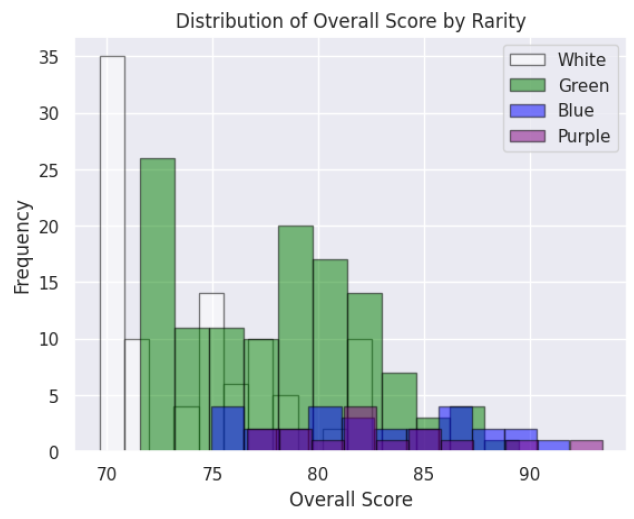 Distribution of Overall Score by Rarity
35
30
25
20
15
10
5
0
Frequency
White
Green
Blue
Purple
70 75 80 85 90
Overall Score